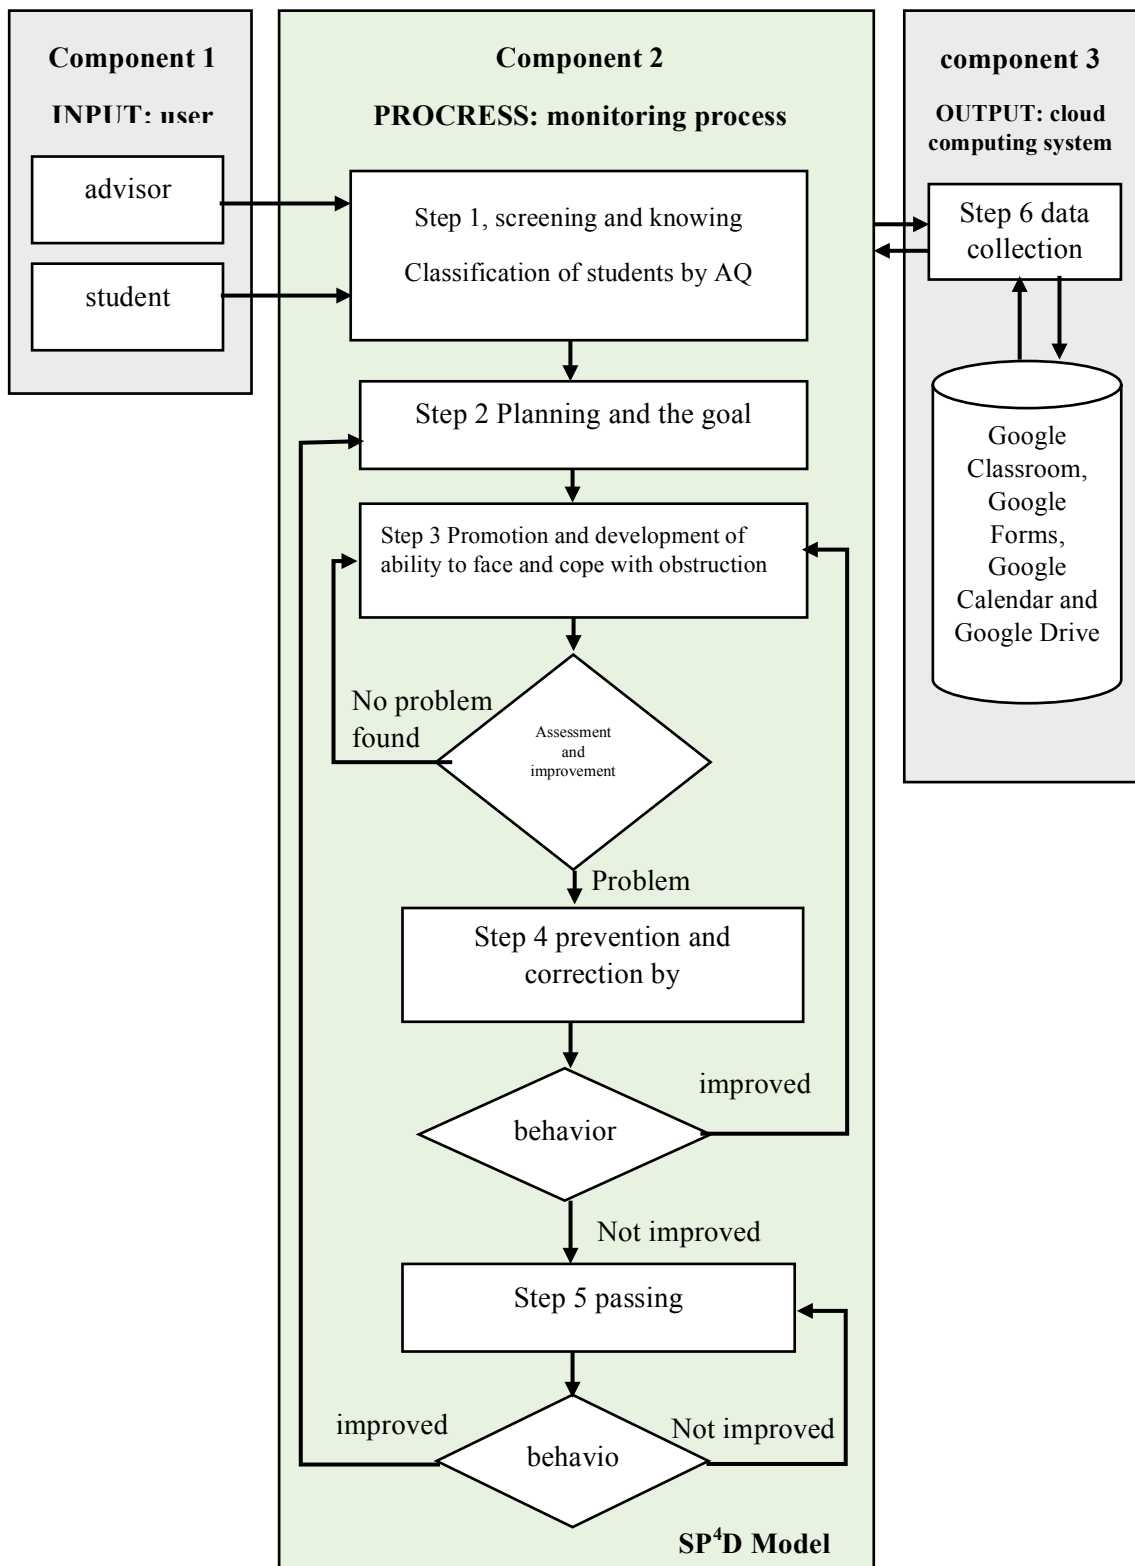 Component 1
INPUT: user
advisor
student
Component 2
PROCRESS: monitoring process
Step 1, screening and knowing
Classification of students by AQ
Step 2 Planning and the goal
Step 3 Promotion and development of
ability to face and cope with obstruction
No problem
found
Assessment
and
improvement
Problem
Step 4 prevention and
correction by
behavior
improved
Not improved
Step 5 passing
improved
behavio
Not improved
SP⁴D Model
component 3
OUTPUT: cloud
computing system
Step 6 data
collection
Google
Classroom,
Google
Forms,
Google
Calendar and
Google Drive